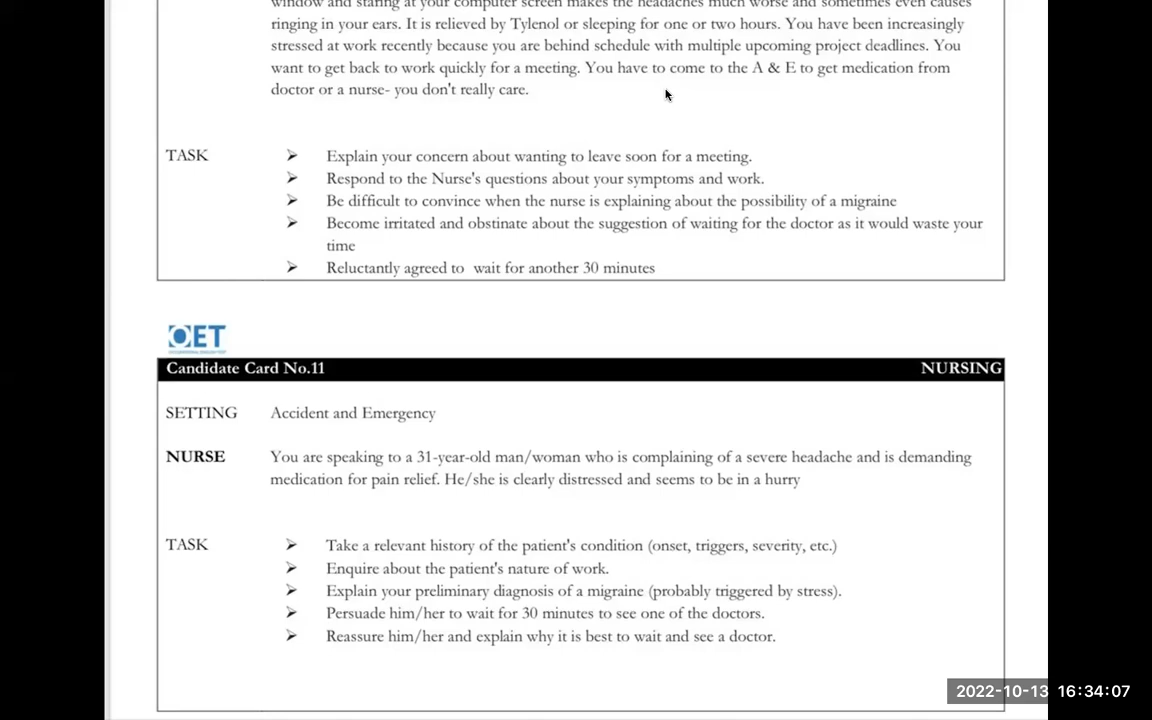 window and staring at your computer screen makes the headaches much worse and sometimes even causes
ringing in your ears. It is relieved by Tylenol or sleeping for one or two hours. You have been increasingly
stressed at work recently because you are behind schedule with multiple upcoming project deadlines. You
want to get back to work quickly for a meeting. You have to come to the A & E to get medication from
doctor or a nurse- you don't really care.
TASK
➢ Explain your concern about wanting to leave soon for a meeting.
➢ Respond to the Nurse's questions about your symptoms and work.
➢ Be difficult to convince when the nurse is explaining about the possibility of a migraine
➢ Become irritated and obstinate about the suggestion of waiting for the doctor as it would waste your
time
➢ Reluctantly agreed to wait for another 30 minutes
OET
Candidate Card No.11 NURSING
SETTING Accident and Emergency
NURSE You are speaking to a 31-year-old man/woman who is complaining of a severe headache and is demanding
medication for pain relief. He/she is clearly distressed and seems to be in a hurry
TASK ➢ Take a relevant history of the patient's condition (onset, triggers, severity, etc.)
➢ Enquire about the patient's nature of work.
➢ Explain your preliminary diagnosis of a migraine (probably triggered by stress).
➢ Persuade him/her to wait for 30 minutes to see one of the doctors.
➢ Reassure him/her and explain why it is best to wait and see a doctor.
2022-10-13 16:34:07